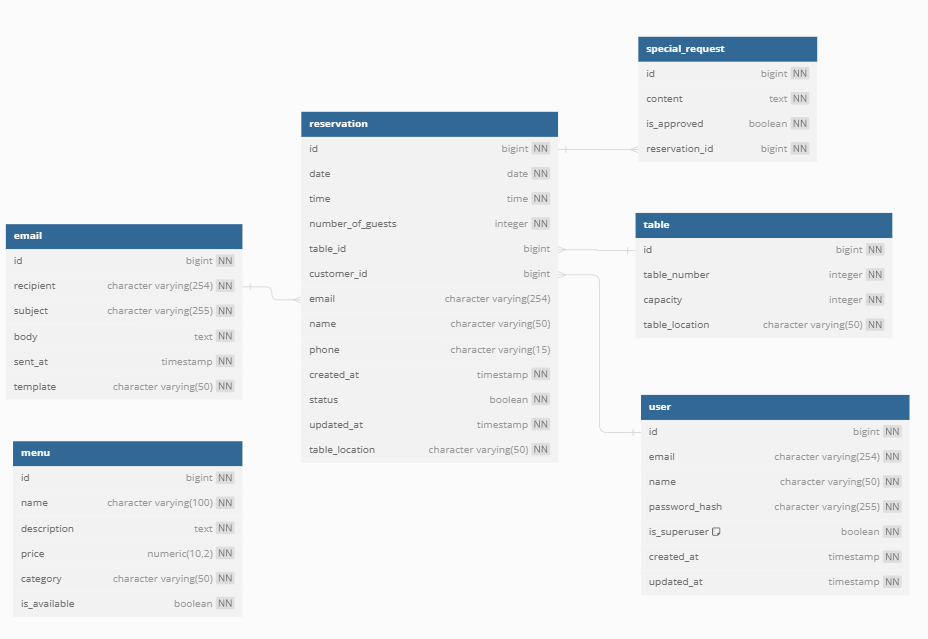 special_request
id bigint NN
content text NN
is_approved boolean NN
reservation_id bigint NN
reservation
id bigint NN
date date NN
time time NN
number_of_guests integer NN
table_id bigint
customer_id bigint
email character varying(254)
name character varying(50)
phone character varying(15)
created_at timestamp NN
status boolean NN
updated_at timestamp NN
table_location character varying(50) NN
table
id bigint NN
table_number integer NN
capacity integer NN
table_location character varying(50) NN
email
id bigint NN
recipient character varying(254) NN
subject character varying(255) NN
body text NN
sent_at timestamp NN
template character varying(50) NN
user
id bigint NN
email character varying(254) NN
name character varying(50) NN
password_hash character varying(255) NN
is_superuser boolean NN
created_at timestamp NN
updated_at timestamp NN
menu
id bigint NN
name character varying(100) NN
description text NN
price numeric(10,2) NN
category character varying(50) NN
is_available boolean NN